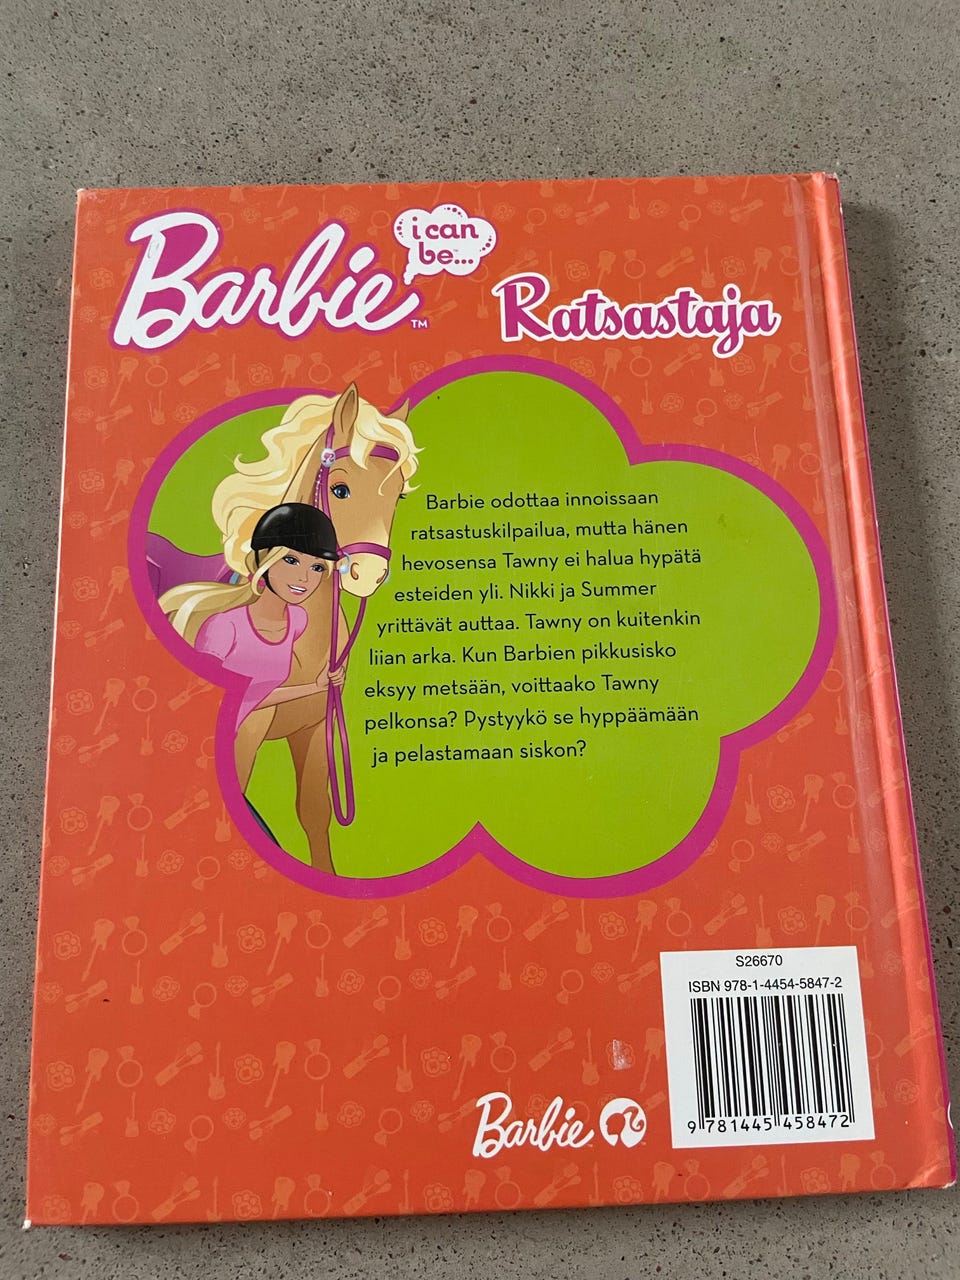 Barbie™
i can
be...™
Ratsastaja
Barbie odottaa innoissaan
ratsastuskilpailua, mutta hänen
hevosensa Tawny ei halua hypätä
esteiden yli. Nikki ja Summer
yrittävät auttaa. Tawny on kuitenkin
liian arka. Kun Barbien pikkusisko
eksyy metsään, voittaako Tawny
pelkonsa? Pystyykö se hyppäämään
ja pelastamaan siskon?
S26670
ISBN 978-1-4454-5847-2
9 781445 458472
Barbie